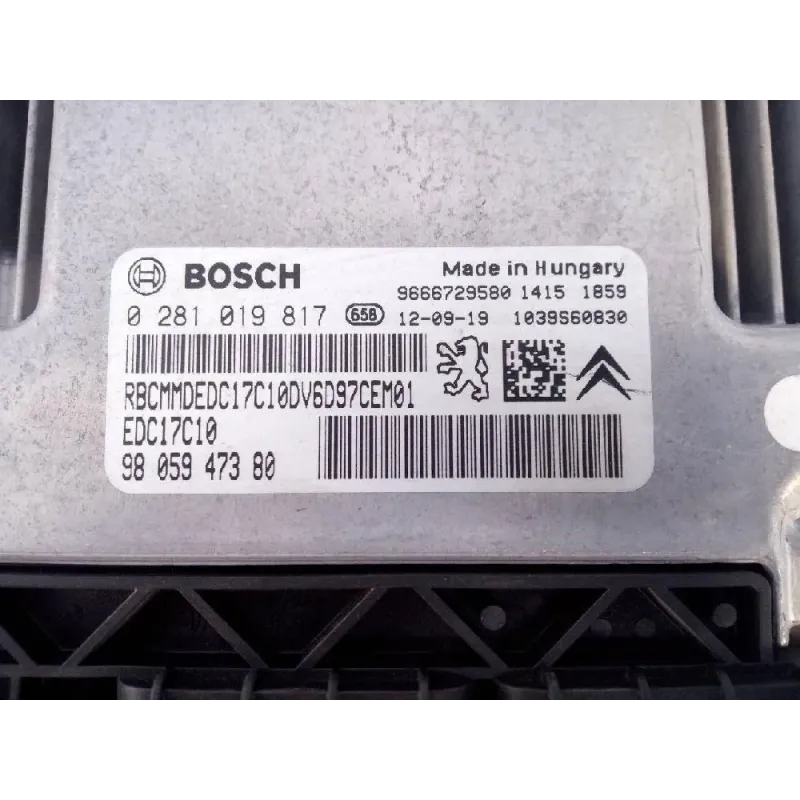 BOSCH
Made in Hungary
9666729580 1415 1859
0 281 019 817 658 12-09-19 1039S60830
RBCMMDEDC17C10DV6D97CEM01
EDC17C10
98 059 473 80